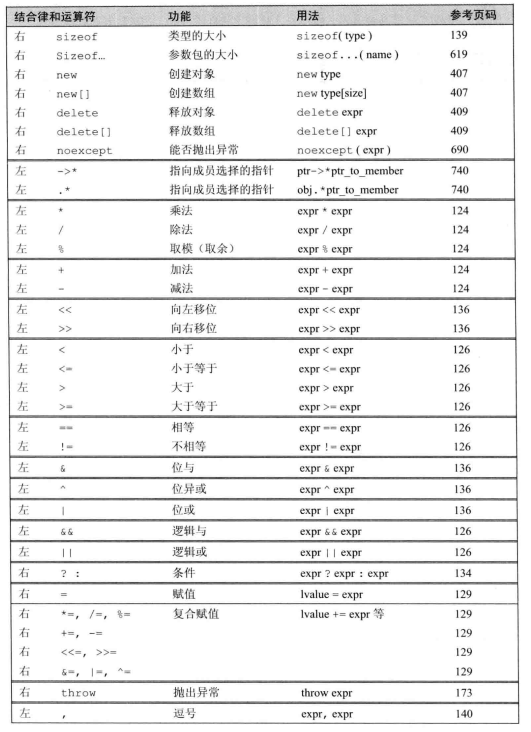 结合律和运算符 功能 用法 参考页码
右 sizeof 类型的大小 sizeof( type ) 139
右 Sizeof… 参数包的大小 sizeof...( name ) 619
右 new 创建对象 new type 407
右 new[] 创建数组 new type[size] 407
右 delete 释放对象 delete expr 409
右 delete[] 释放数组 delete[] expr 409
右 noexcept 能否抛出异常 noexcept ( expr ) 690
左 ->* 指向成员选择的指针 ptr->*ptr_to_member 740
左 .* 指向成员选择的指针 obj.*ptr_to_member 740
左 * 乘法 expr * expr 124
左 / 除法 expr / expr 124
左 % 取模（取余） expr % expr 124
左 + 加法 expr + expr 124
左 - 减法 expr - expr 124
左 << 向左移位 expr << expr 136
左 >> 向右移位 expr >> expr 136
左 < 小于 expr < expr 126
左 <= 小于等于 expr <= expr 126
左 > 大于 expr > expr 126
左 >= 大于等于 expr >= expr 126
左 == 相等 expr == expr 126
左 != 不相等 expr != expr 126
左 & 位与 expr & expr 136
左 ^ 位异或 expr ^ expr 136
左 | 位或 expr | expr 136
左 && 逻辑与 expr && expr 126
左 || 逻辑或 expr || expr 126
右 ? : 条件 expr ? expr : expr 134
右 = 赋值 lvalue = expr 129
右 *=, /=, %= 复合赋值 lvalue += expr 等 129
右 +=, -= 129
右 <<=, >>= 129
右 &=, |=, ^= 129
右 throw 抛出异常 throw expr 173
左 , 逗号 expr, expr 140